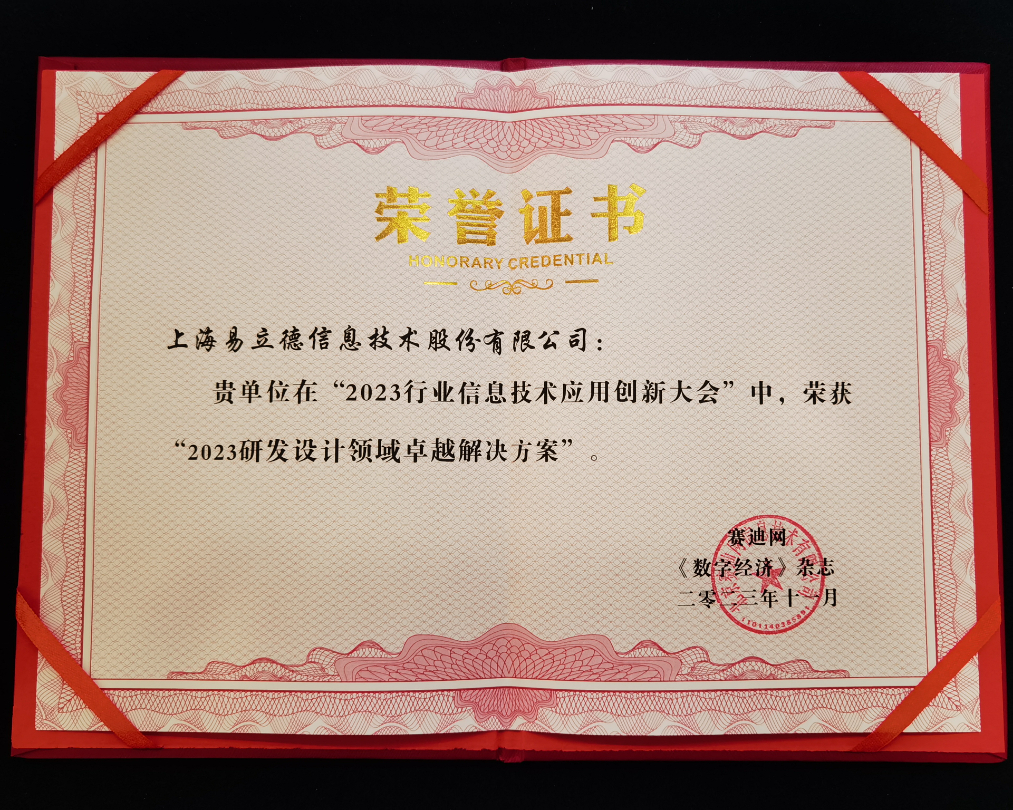 荣誉证书
HONORARY CREDENTIAL
上海易立德信息技术股份有限公司：
贵单位在“2023行业信息技术应用创新大会”中，荣获
“2023研发设计领域卓越解决方案”。
赛迪网
《数字经济》杂志
二零二三年十一月